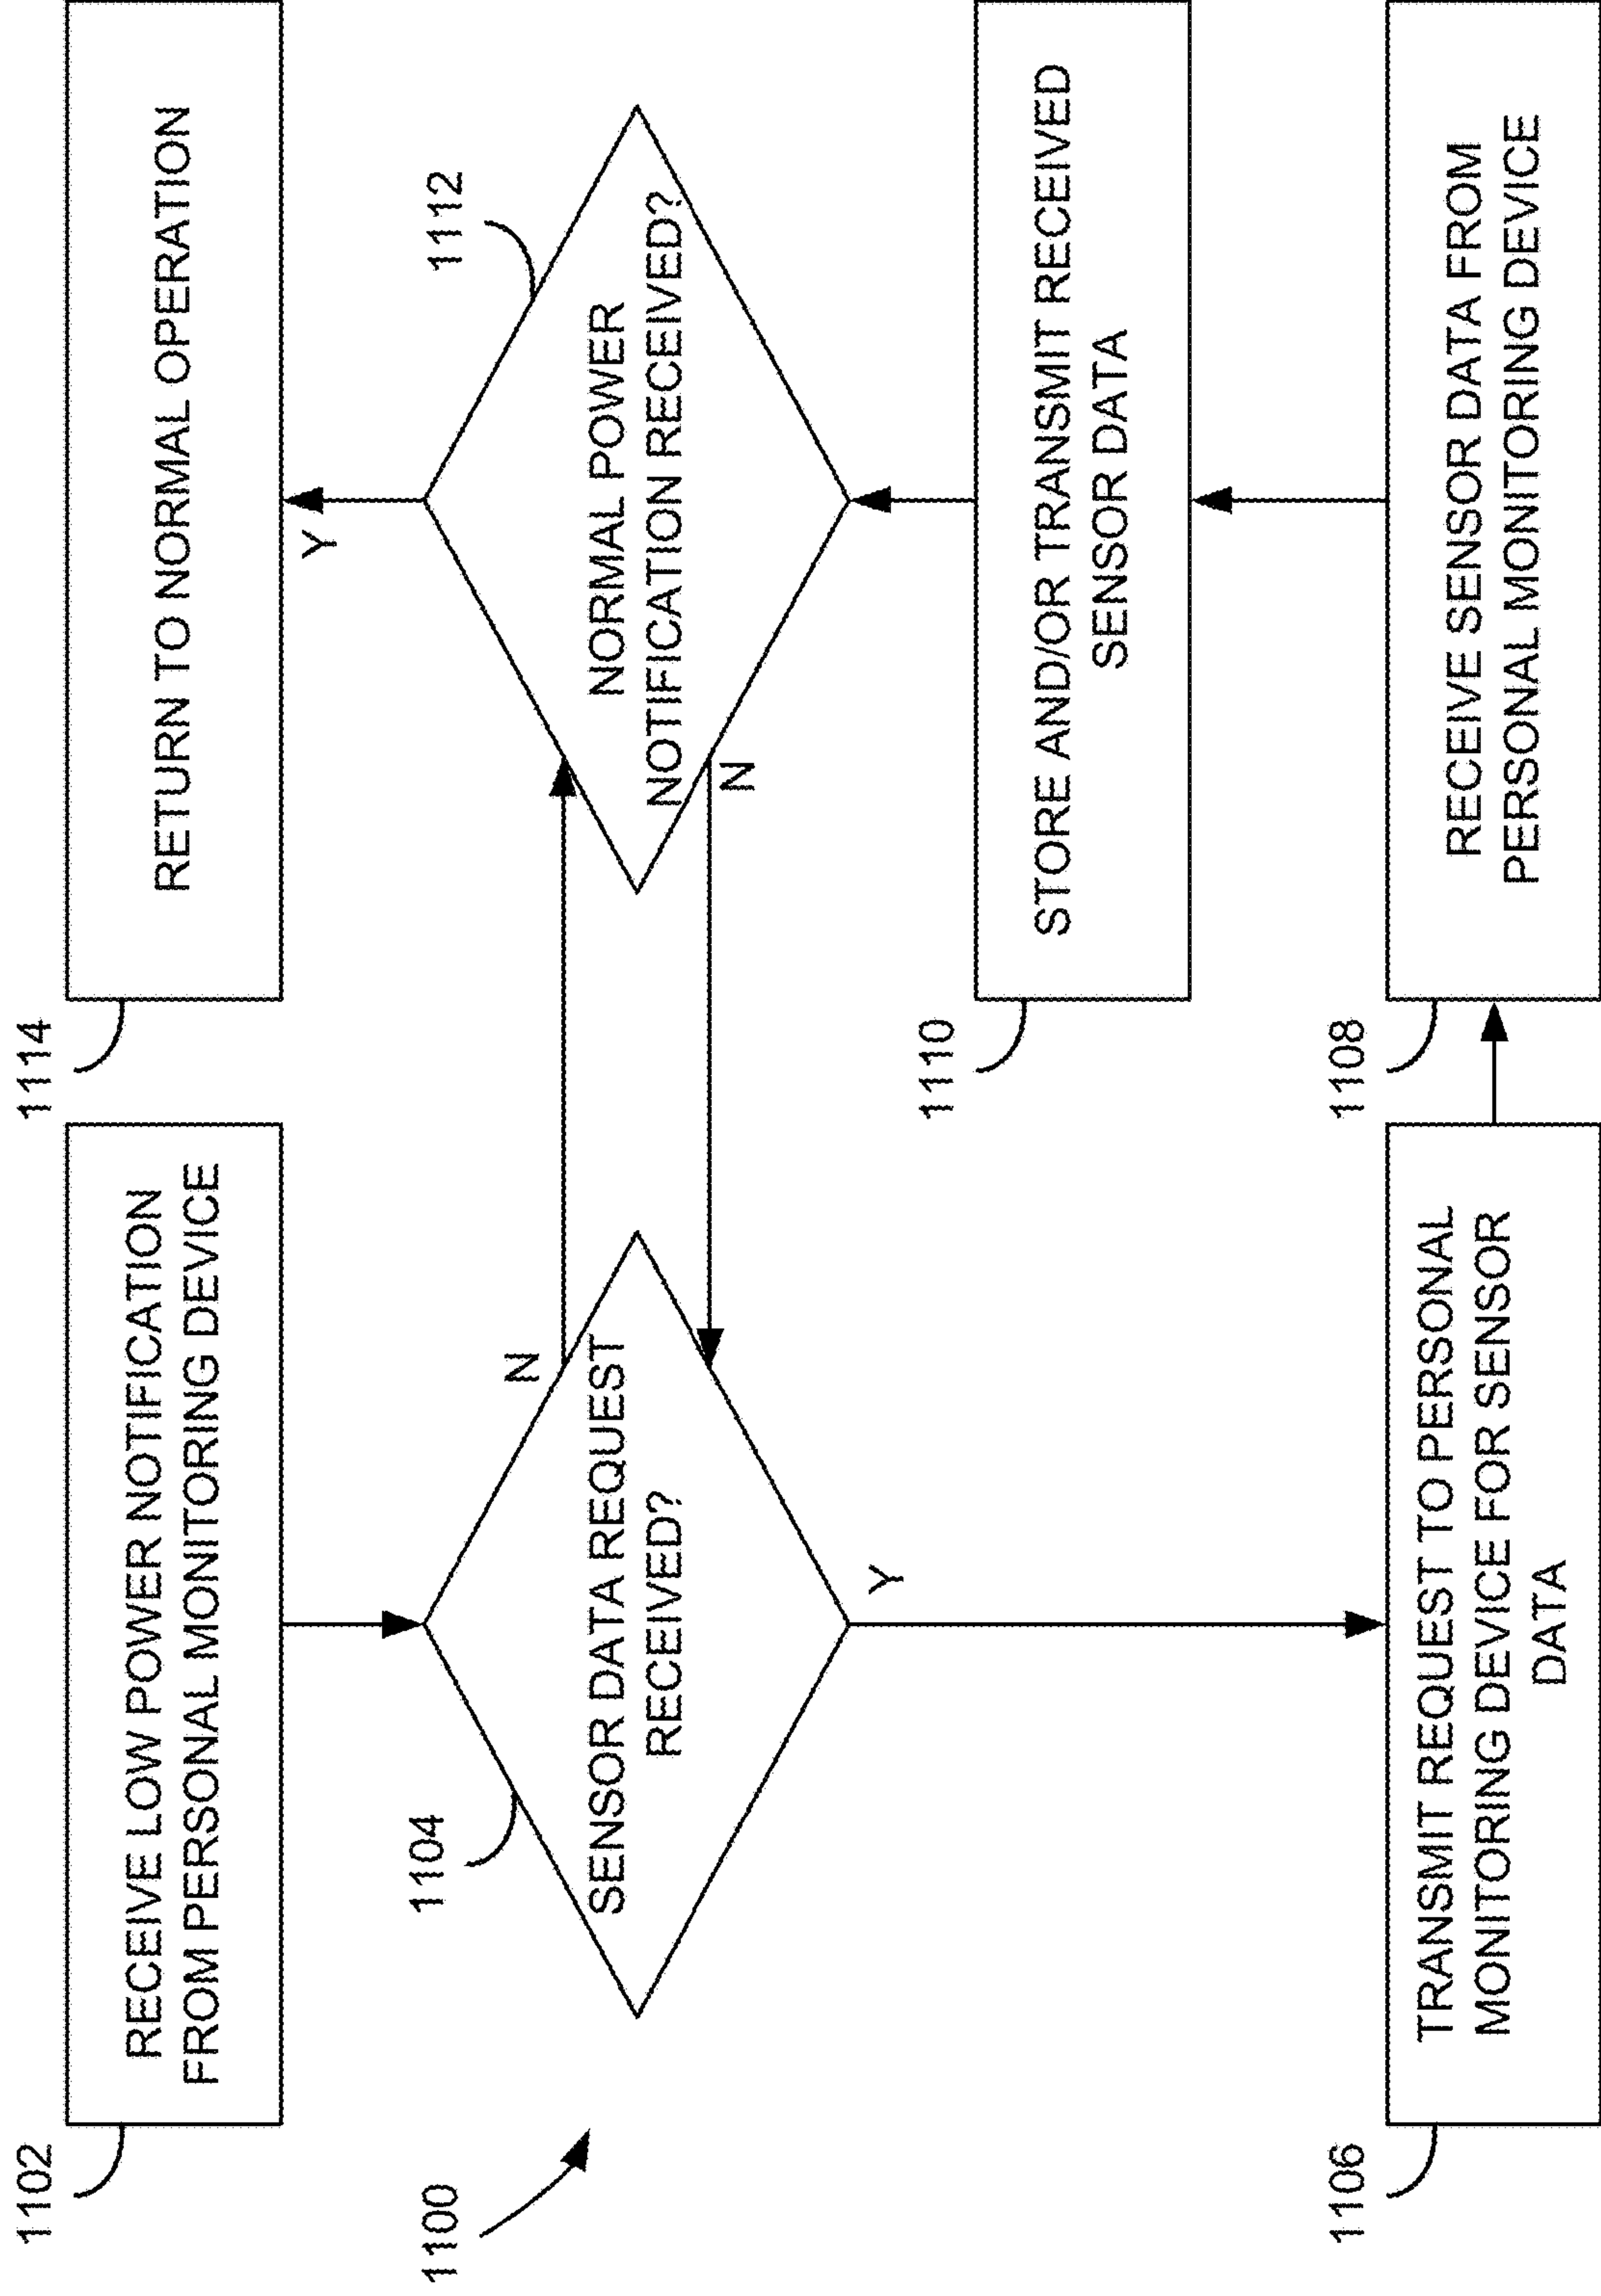 1100
1102
RECEIVE LOW POWER NOTIFICATION
FROM PERSONAL MONITORING DEVICE
1104
SENSOR DATA REQUEST
RECEIVED?
N
Y
1106
TRANSMIT REQUEST TO PERSONAL
MONITORING DEVICE FOR SENSOR
DATA
1108
RECEIVE SENSOR DATA FROM
PERSONAL MONITORING DEVICE
1110
STORE AND/OR TRANSMIT RECEIVED
SENSOR DATA
1112
NORMAL POWER
NOTIFICATION RECEIVED?
N
Y
1114
RETURN TO NORMAL OPERATION